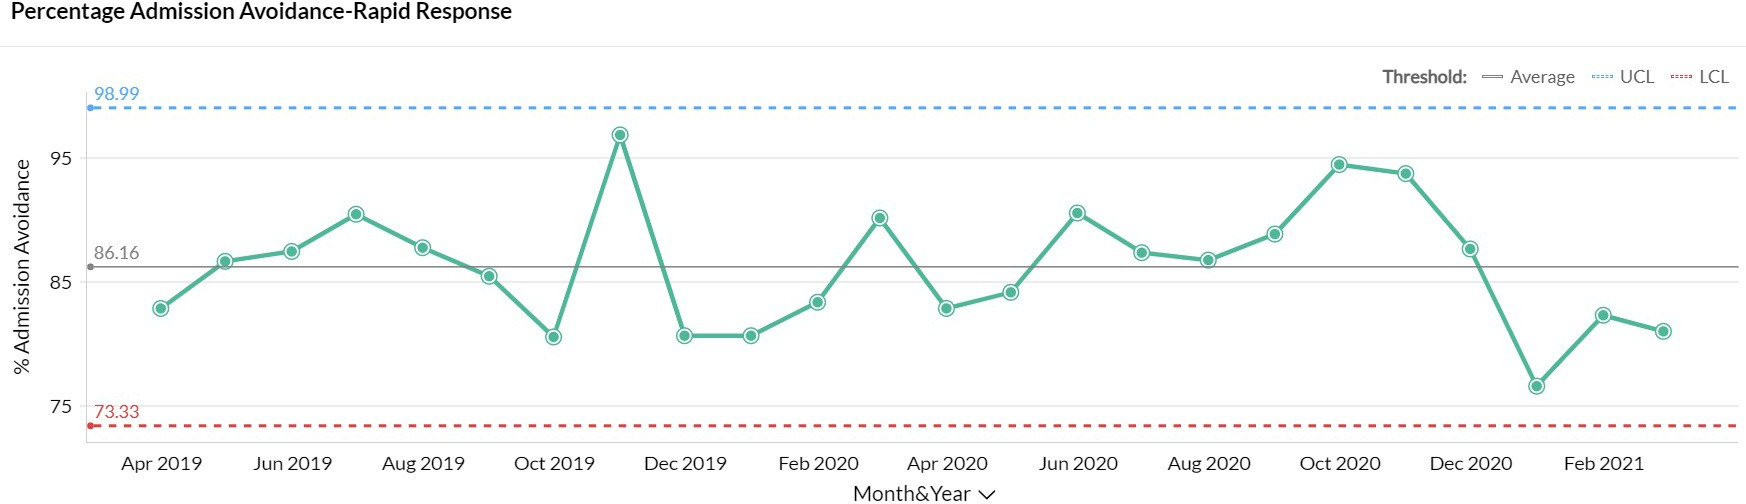 Percentage Admission Avoidance-Rapid Response
Threshold: Average UCL LCL
98.99
95
86.16
85
75
73.33
% Admission Avoidance
Apr 2019 Jun 2019 Aug 2019 Oct 2019 Dec 2019 Feb 2020 Apr 2020 Jun 2020 Aug 2020 Oct 2020 Dec 2020 Feb 2021
Month&Year